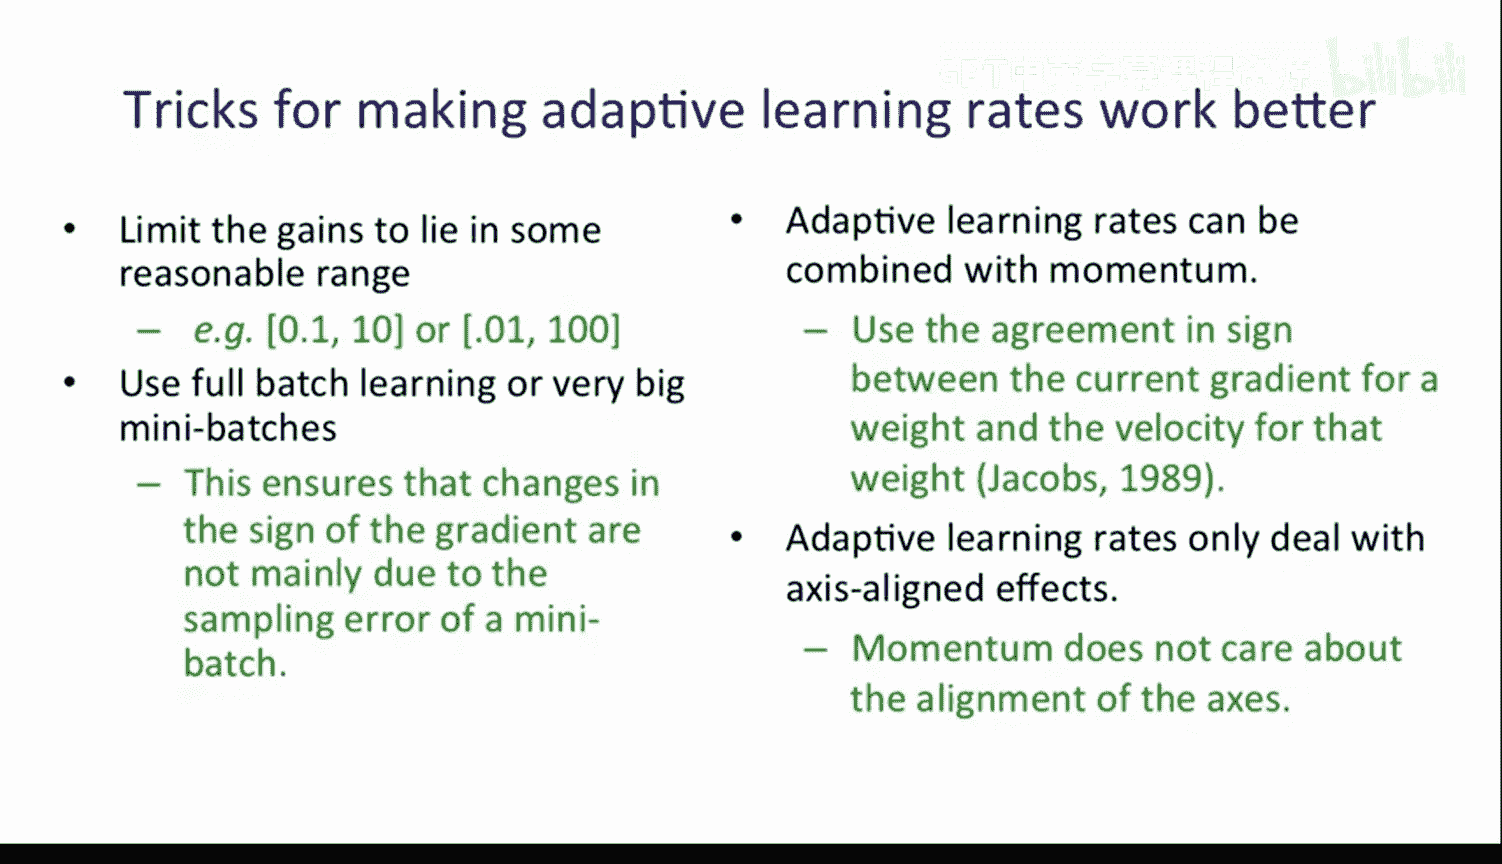 Tricks for making adaptive learning rates work better
• Limit the gains to lie in some
reasonable range
– e.g. [0.1, 10] or [.01, 100]
• Use full batch learning or very big
mini-batches
– This ensures that changes in
the sign of the gradient are
not mainly due to the
sampling error of a mini-
batch.
• Adaptive learning rates can be
combined with momentum.
– Use the agreement in sign
between the current gradient for a
weight and the velocity for that
weight (Jacobs, 1989).
• Adaptive learning rates only deal with
axis-aligned effects.
– Momentum does not care about
the alignment of the axes.
bilibili